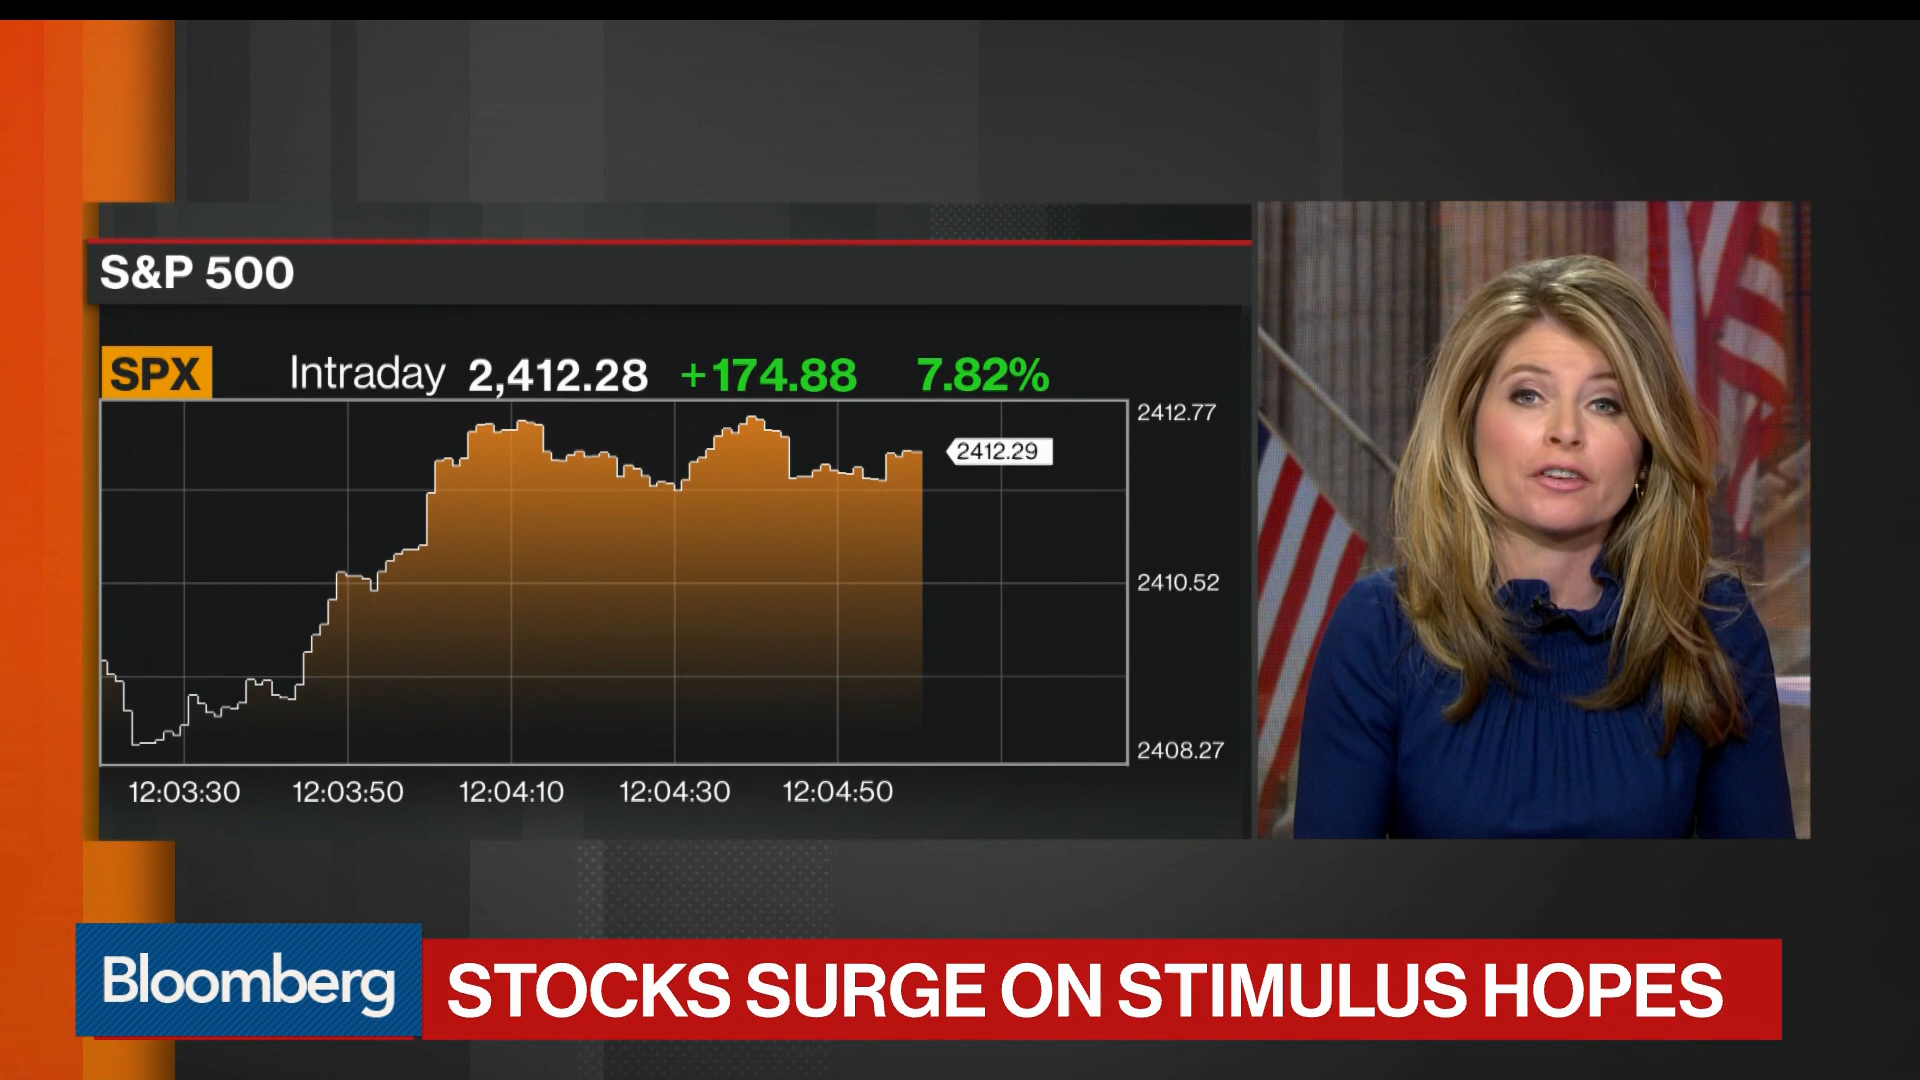 S&P 500
SPX Intraday 2,412.28 +174.88 7.82%
2412.77
2412.29
2410.52
2408.27
12:03:30 12:03:50 12:04:10 12:04:30 12:04:50
Bloomberg STOCKS SURGE ON STIMULUS HOPES